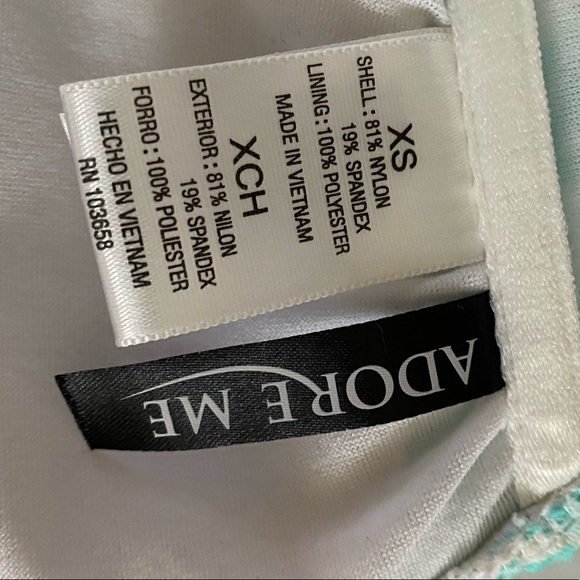 XS
SHELL : 81% NYLON
19% SPANDEX
LINING : 100% POLYESTER
MADE IN VIETNAM
XCH
EXTERIOR : 81% NILON
19% SPANDEX
FORRO : 100% POLIESTER
HECHO EN VIETNAM
RN 103658
ADORE ME